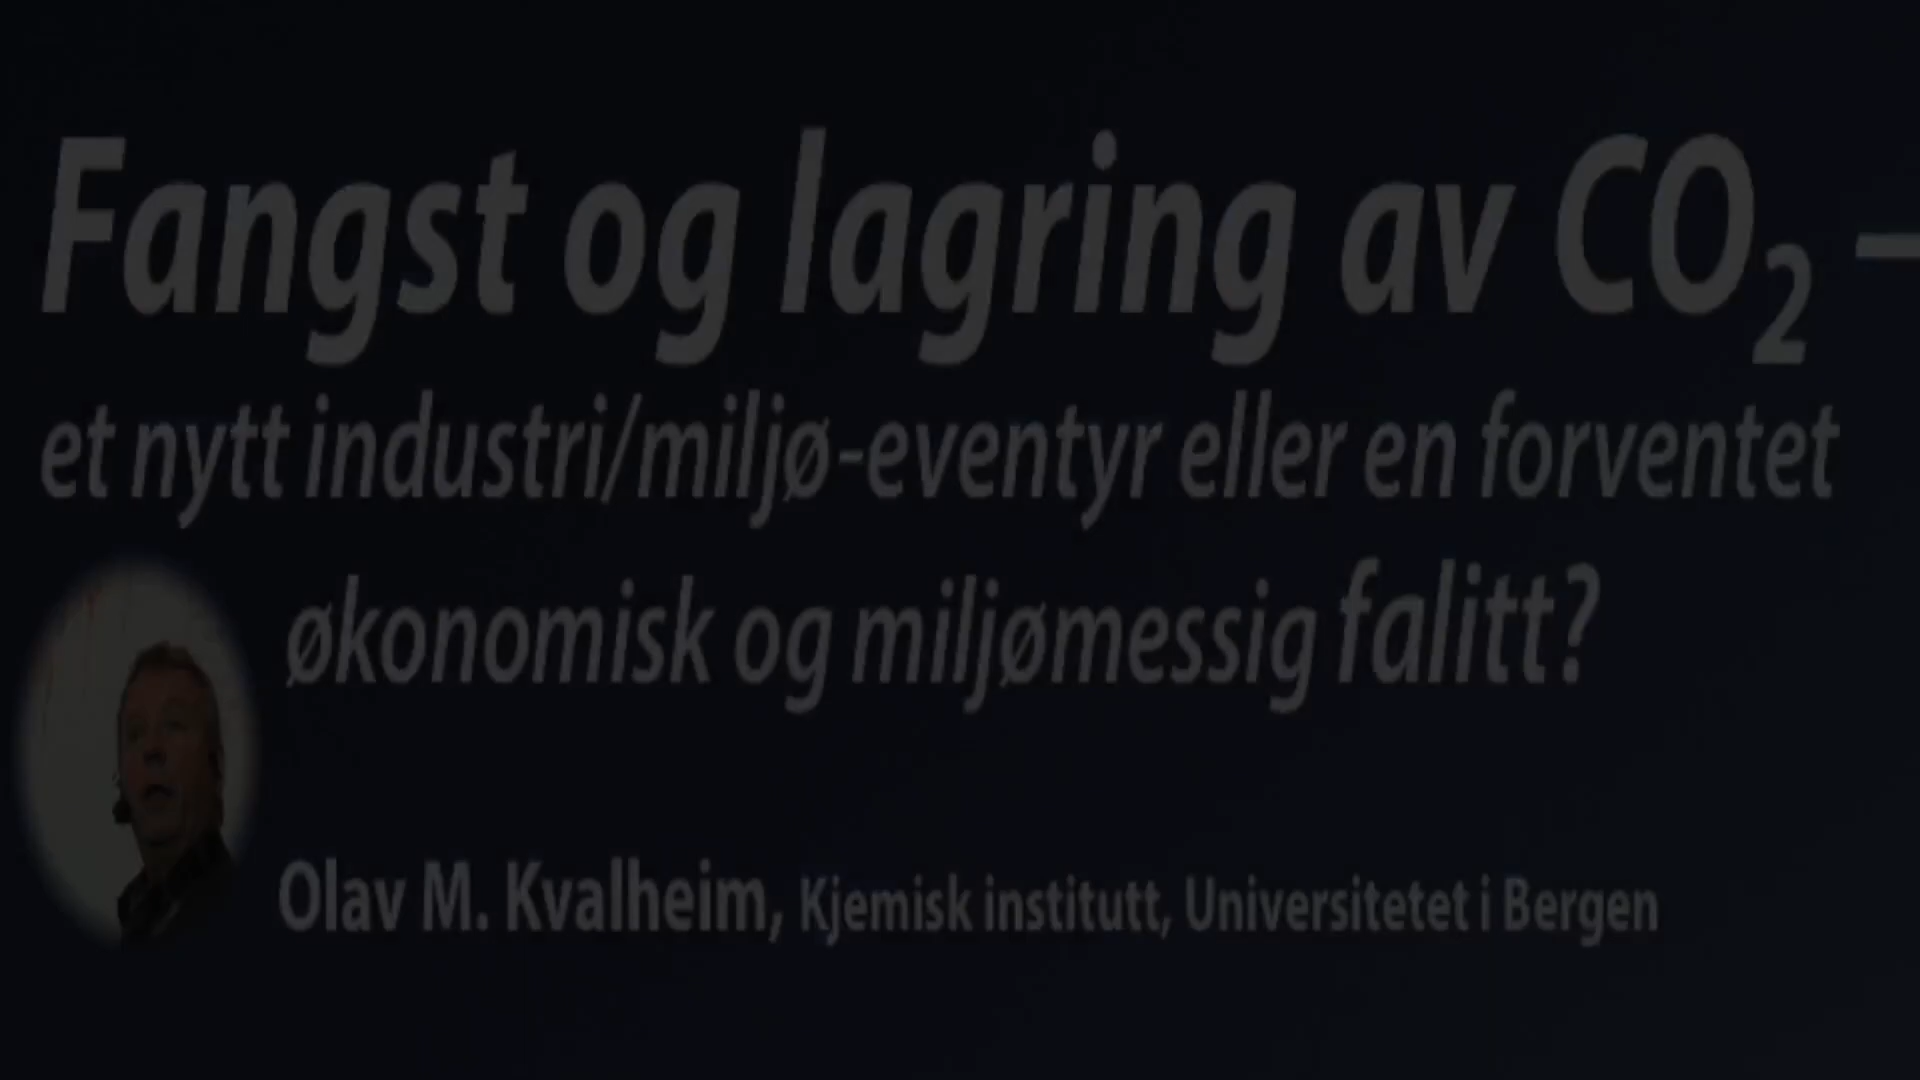 Fangst og lagring av CO₂ –
et nytt industri/miljø-eventyr eller en forventet
økonomisk og miljømessig falitt?
Olav M. Kvalheim, Kjemisk institutt, Universitetet i Bergen